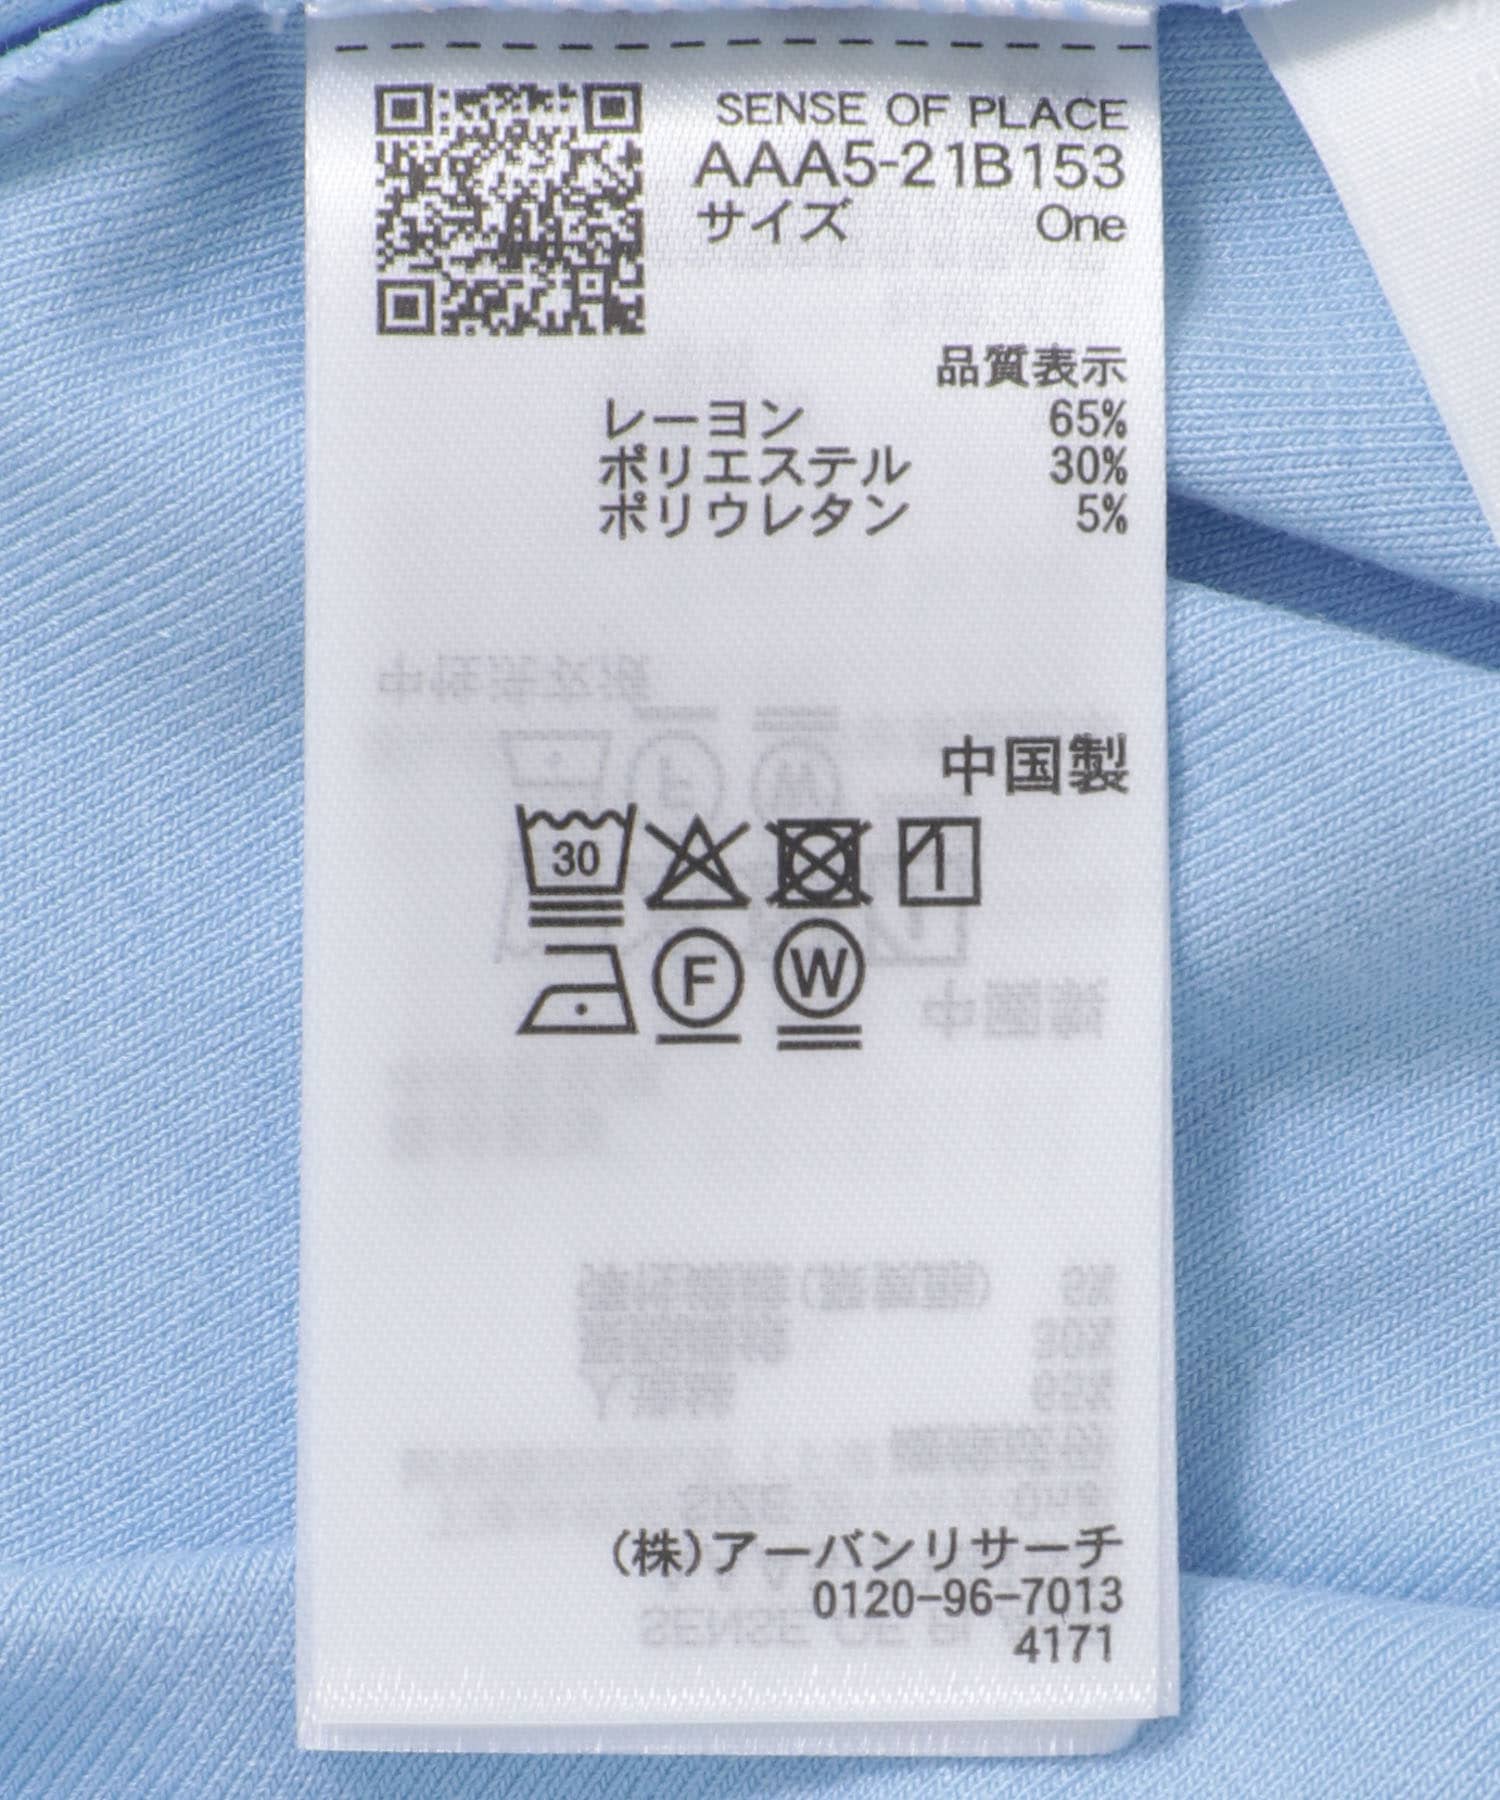 SENSE OF PLACE
AAA5-21B153
サイズ One
品質表示
レーヨン 65%
ポリエステル 30%
ポリウレタン 5%
中国製
30
F W
(株)アーバンリサーチ
0120-96-7013
4171